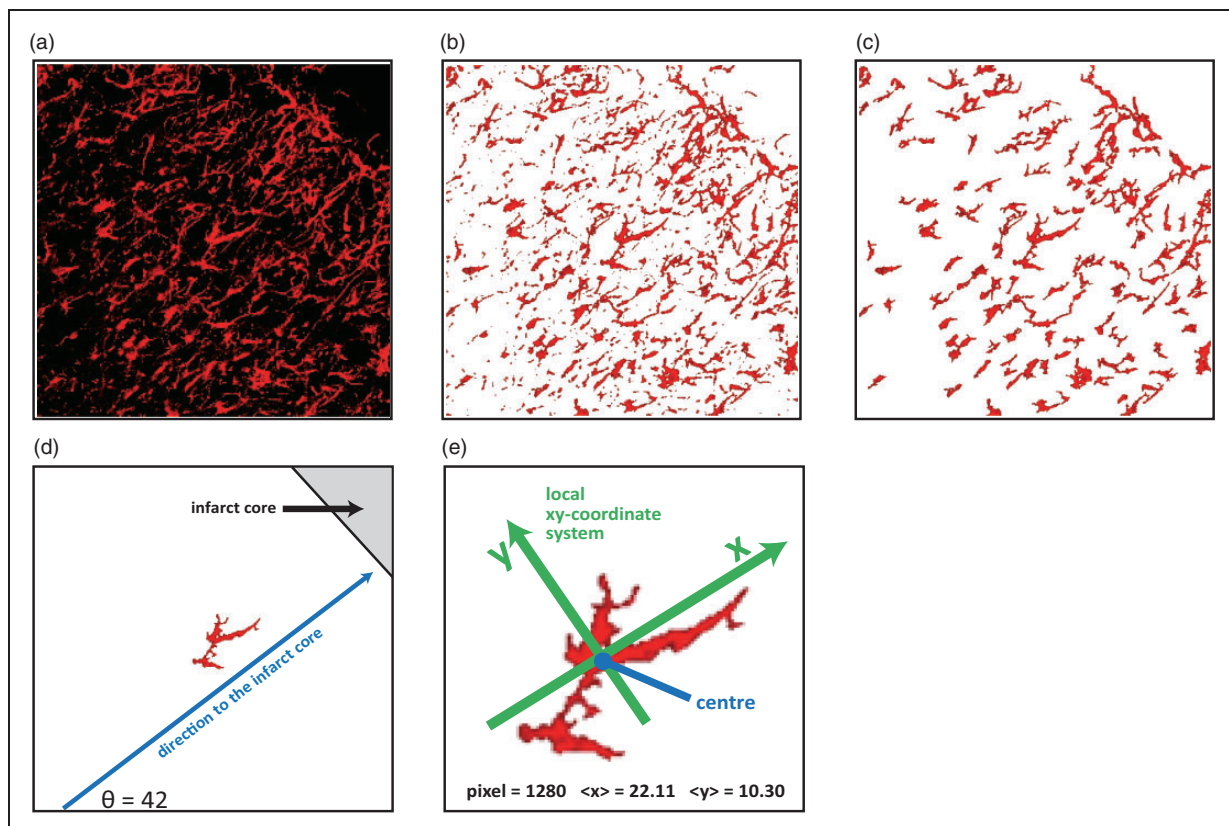 (a)
(b)
(c)
(d)
infarct core
direction to the infarct core
θ = 42
(e)
local
xy-coordinate
system
y
x
centre
pixel = 1280 <x> = 22.11 <y> = 10.30